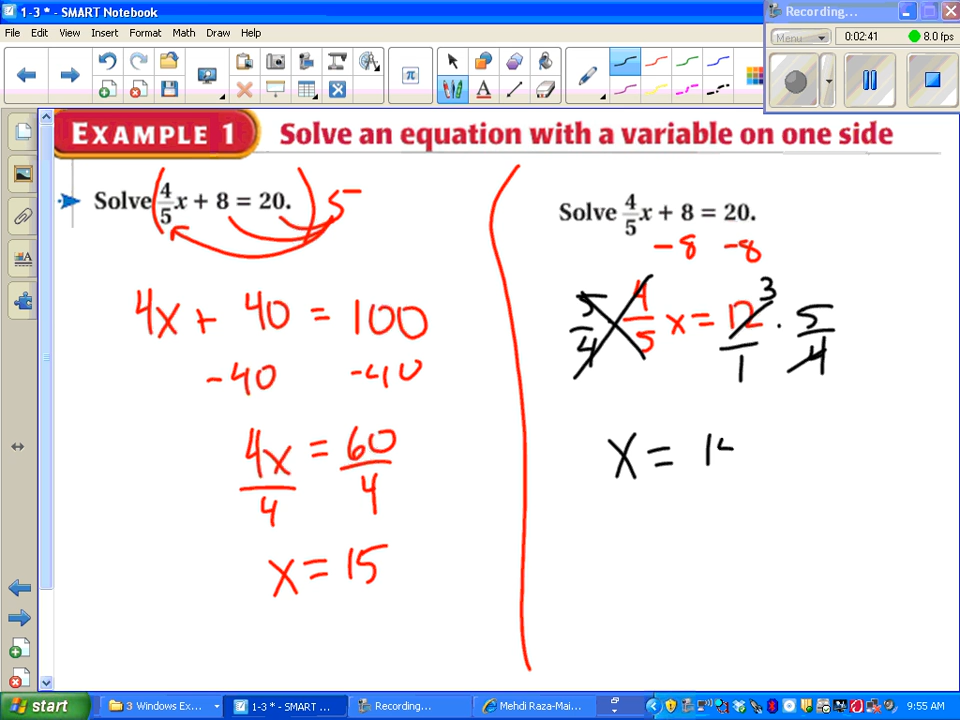 1-3 * - SMART Notebook
Recording...
File Edit View Insert Format Math Draw Help
Menu 0:02:41 8.0 fps
π
A
EXAMPLE 1 Solve an equation with a variable on one side
Solve (4/5 x + 8 = 20.) 5
4x + 40 = 100
-40 -40
4x = 60
4 4
x = 15
Solve 4/5 x + 8 = 20.
-8 -8
5/4 4/5 x = 12/1 3 · 5/4
x =
start 3 Windows Ex... 1-3 * - SMART ... Recording... Mehdi Raza-Mai... 9:55 AM